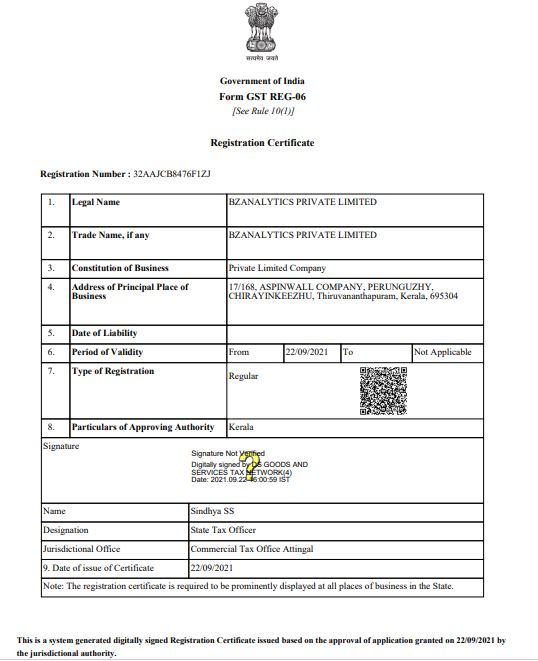 सत्यमेव जयते
Government of India
Form GST REG-06
[See Rule 10(1)]
Registration Certificate
Registration Number : 32AAJCB8476F1ZJ
1. Legal Name BZANALYTICS PRIVATE LIMITED
2. Trade Name, if any BZANALYTICS PRIVATE LIMITED
3. Constitution of Business Private Limited Company
4. Address of Principal Place of Business 17/168, ASPINWALL COMPANY, PERUNGUZHY,
CHIRAYINKEEZHU, Thiruvananthapuram, Kerala, 695304
5. Date of Liability
6. Period of Validity From 22/09/2021 To Not Applicable
7. Type of Registration Regular
8. Particulars of Approving Authority Kerala
Signature
Signature Not Verified
Digitally signed by DS GOODS AND
SERVICES TAX NETWORK(4)
Date: 2021.09.22 16:00:59 IST
Name Sindhya SS
Designation State Tax Officer
Jurisdictional Office Commercial Tax Office Attingal
9. Date of issue of Certificate 22/09/2021
Note: The registration certificate is required to be prominently displayed at all places of business in the State.
This is a system generated digitally signed Registration Certificate issued based on the approval of application granted on 22/09/2021 by
the jurisdictional authority.